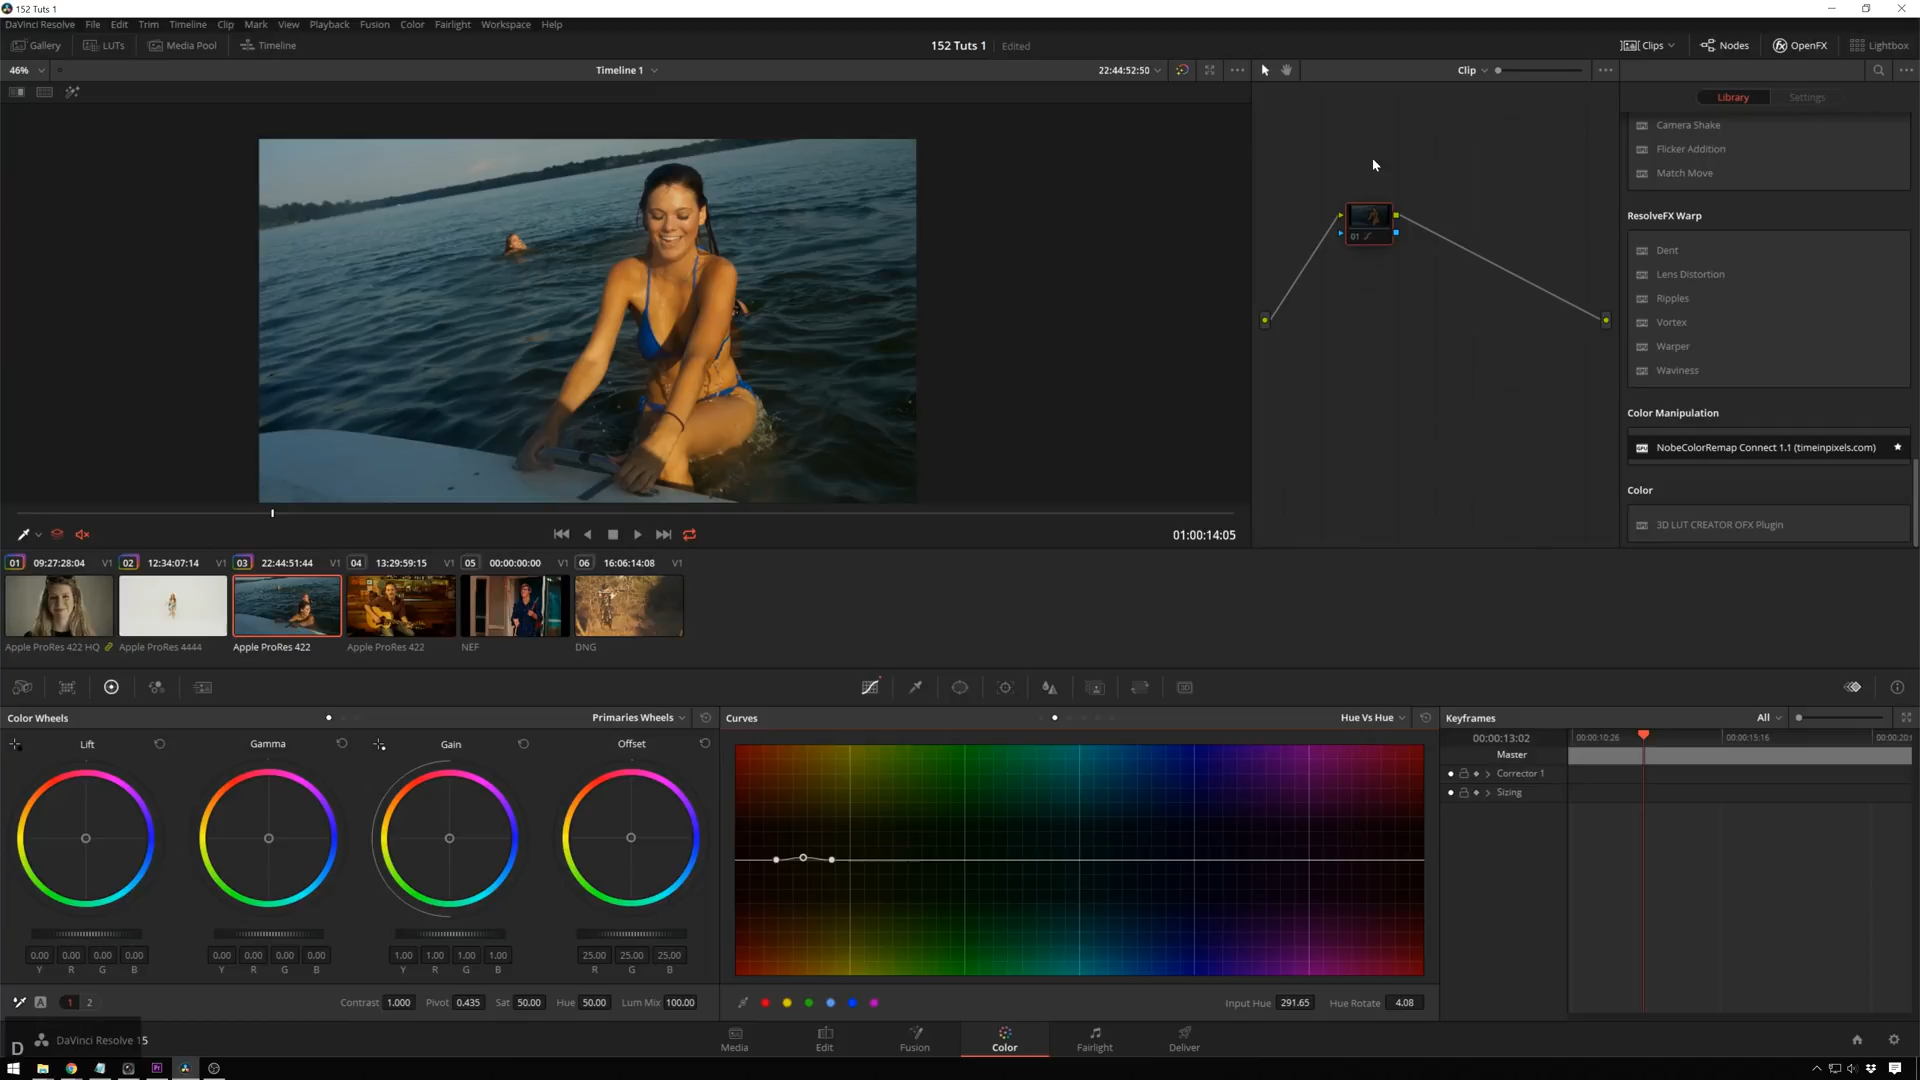 152 Tuts 1
DaVinci Resolve File Edit Trim Timeline Clip Mark View Playback Fusion Color Fairlight Workspace Help
Gallery LUTs Media Pool Timeline 152 Tuts 1 Edited Clips Nodes OpenFX Lightbox
46% Timeline 1 22:44:52:50 Clip
Library Settings
Camera Shake
Flicker Addition
Match Move
ResolveFX Warp
Dent
Lens Distortion
Ripples
Vortex
Warper
Waviness
Color Manipulation
NobeColorRemap Connect 1.1 (timeinpixels.com)
Color
3D LUT CREATOR OFX Plugin
01
01:00:14:05
01 09:27:28:04 V1 02 12:34:07:14 V1 03 22:44:51:44 V1 04 13:29:59:15 V1 05 00:00:00:00 V1 06 16:06:14:08 V1
Apple ProRes 422 HQ Apple ProRes 4444 Apple ProRes 422 Apple ProRes 422 NEF DNG
Color Wheels Primaries Wheels Curves Hue Vs Hue Keyframes All
Lift Gamma Gain Offset
00:00:13:02 00:00:10:26 00:00:15:16 00:00:20:
Master
Corrector 1
Sizing
0.00 0.00 0.00 0.00 0.00 0.00 0.00 0.00 1.00 1.00 1.00 1.00 25.00 25.00 25.00
Y R G B Y R G B Y R G B R G B
A 1 2 Contrast 1.000 Pivot 0.435 Sat 50.00 Hue 50.00 Lum Mix 100.00 Input Hue 291.65 Hue Rotate 4.08
D DaVinci Resolve 15
Media Edit Fusion Color Fairlight Deliver
Pr